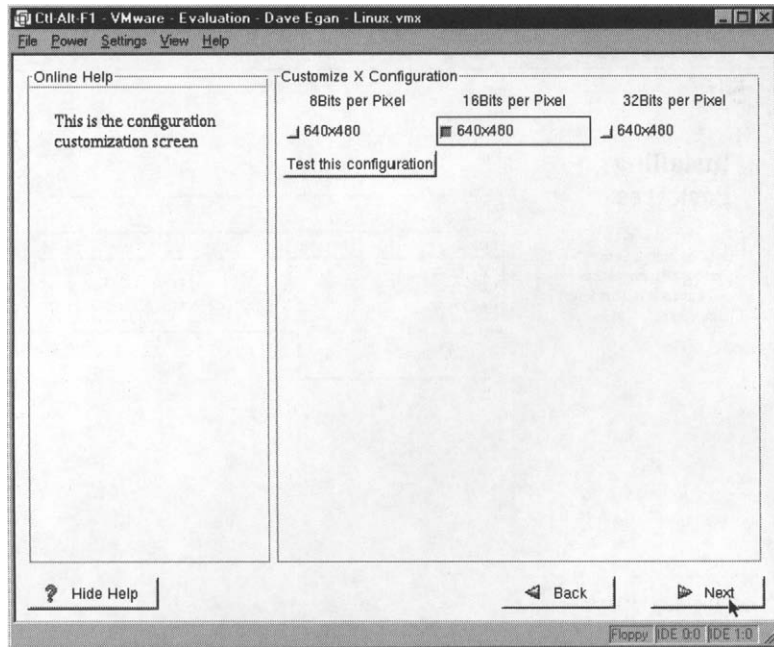 Ctl-Alt-F1 - VMware - Evaluation - Dave Egan - Linux.vmx
File Power Settings View Help
Online Help
This is the configuration
customization screen
Customize X Configuration
8Bits per Pixel 16Bits per Pixel 32Bits per Pixel
640x480 640x480 640x480
Test this configuration
? Hide Help
Back
Next
Floppy IDE 0:0 IDE 1:0